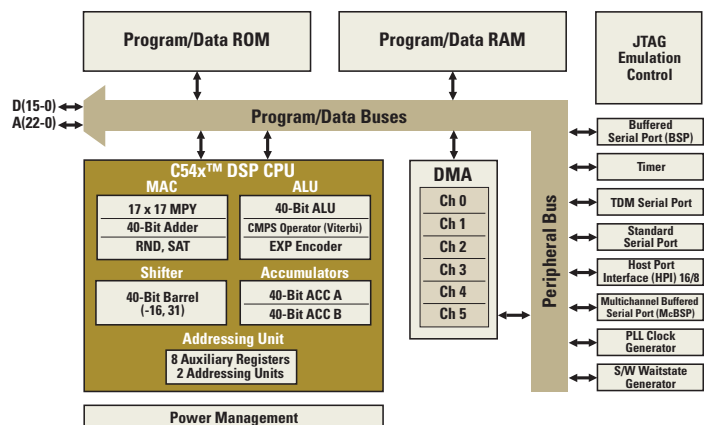 Program/Data ROM
Program/Data RAM
JTAG
Emulation
Control
D(15-0)
A(22-0)
Program/Data Buses
C54x™ DSP CPU
MAC
ALU
17 x 17 MPY
40-Bit Adder
RND, SAT
40-Bit ALU
CMPS Operator (Viterbi)
EXP Encoder
Shifter
Accumulators
40-Bit Barrel
(-16, 31)
40-Bit ACC A
40-Bit ACC B
Addressing Unit
8 Auxiliary Registers
2 Addressing Units
Power Management
DMA
Ch 0
Ch 1
Ch 2
Ch 3
Ch 4
Ch 5
Peripheral Bus
Buffered
Serial Port (BSP)
Timer
TDM Serial Port
Standard
Serial Port
Host Port
Interface (HPI) 16/8
Multichannel Buffered
Serial Port (McBSP)
PLL Clock
Generator
S/W Waitstate
Generator